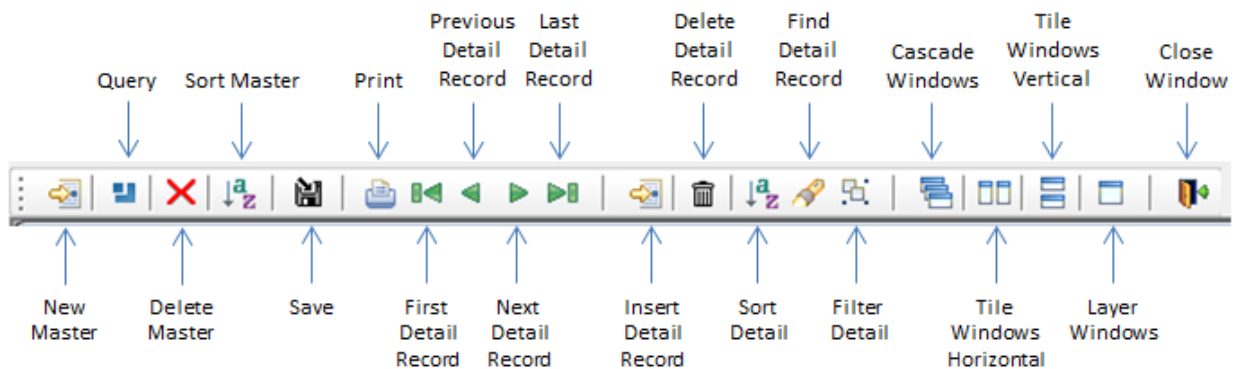 Query
Sort Master
Print
Previous
Detail
Record
Last
Detail
Record
Delete
Detail
Record
Find
Detail
Record
Cascade
Windows
Tile
Windows
Vertical
Close
Window
a
z
a
z
New
Master
Delete
Master
Save
First
Detail
Record
Next
Detail
Record
Insert
Detail
Record
Sort
Detail
Filter
Detail
Tile
Windows
Horizontal
Layer
Windows